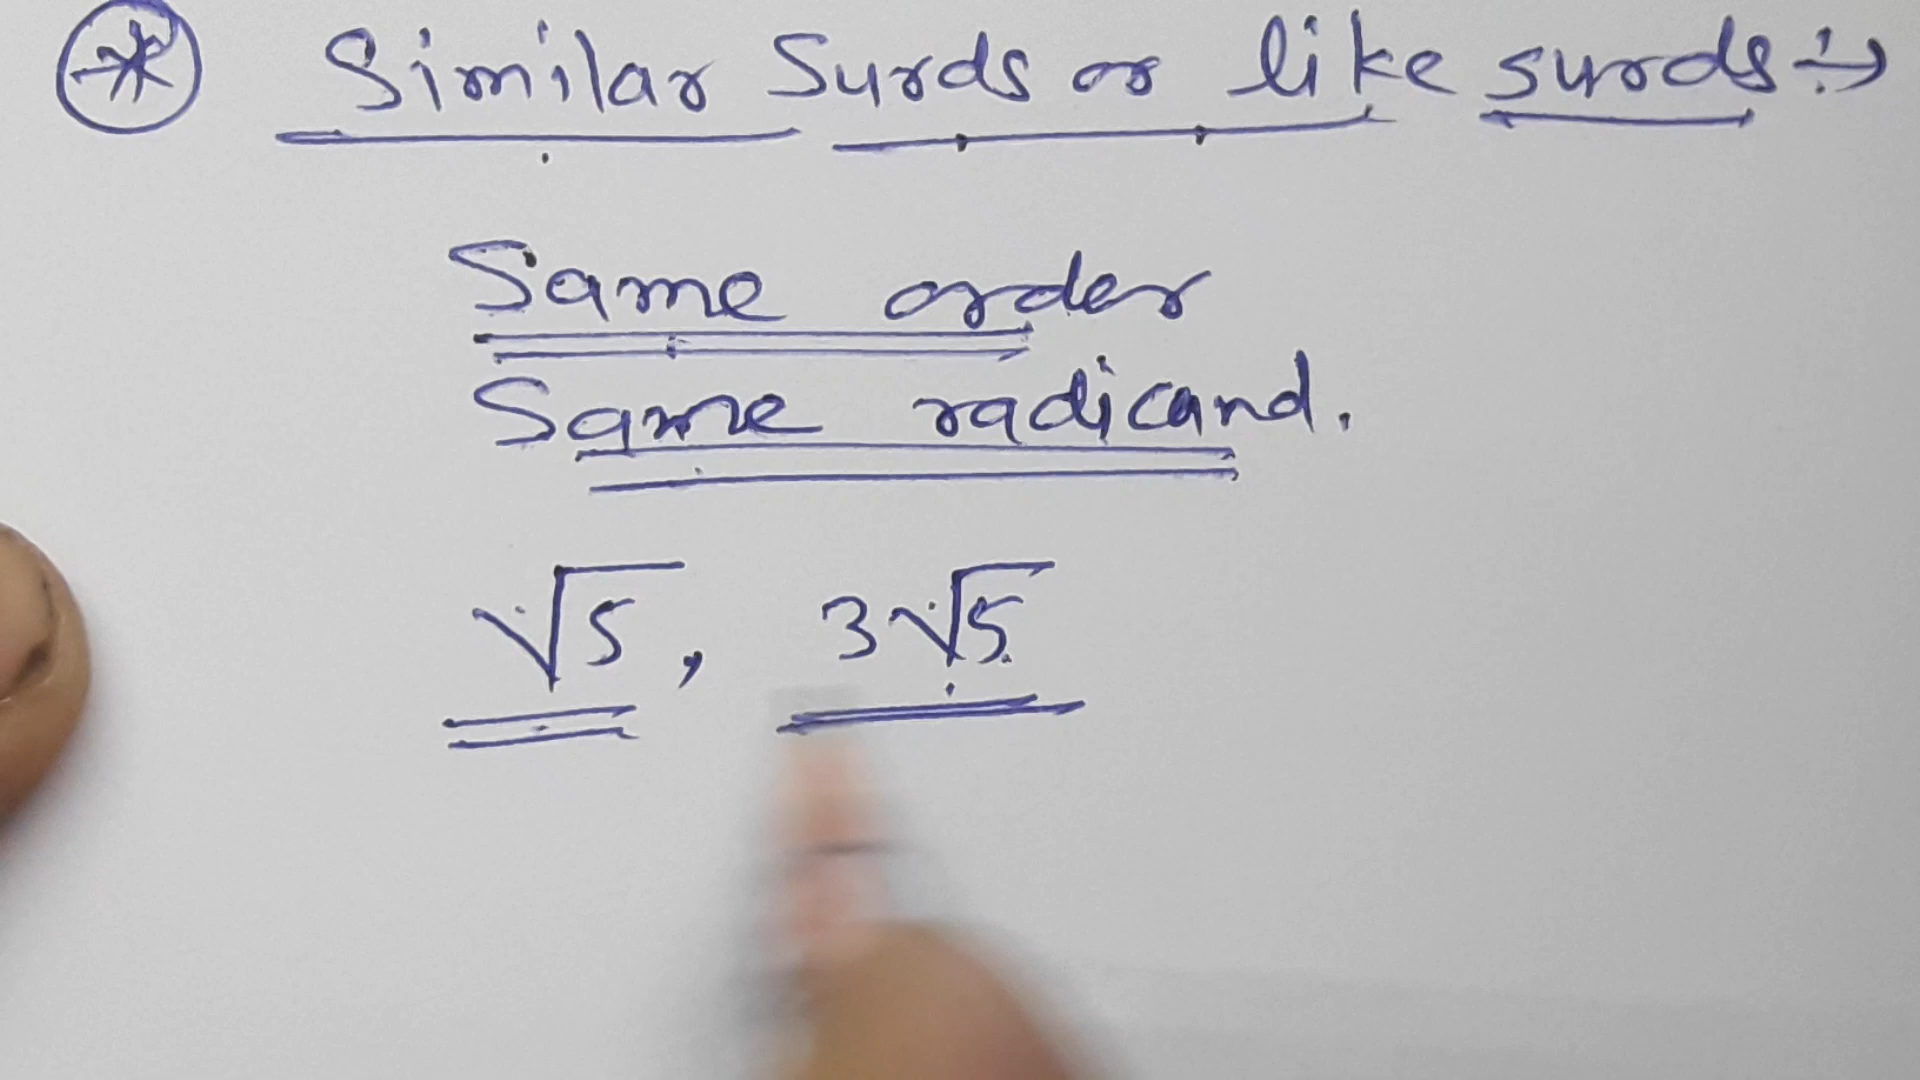 * Similar Surds or like surds :→
Same order
Same radicand.
√5, 3√5